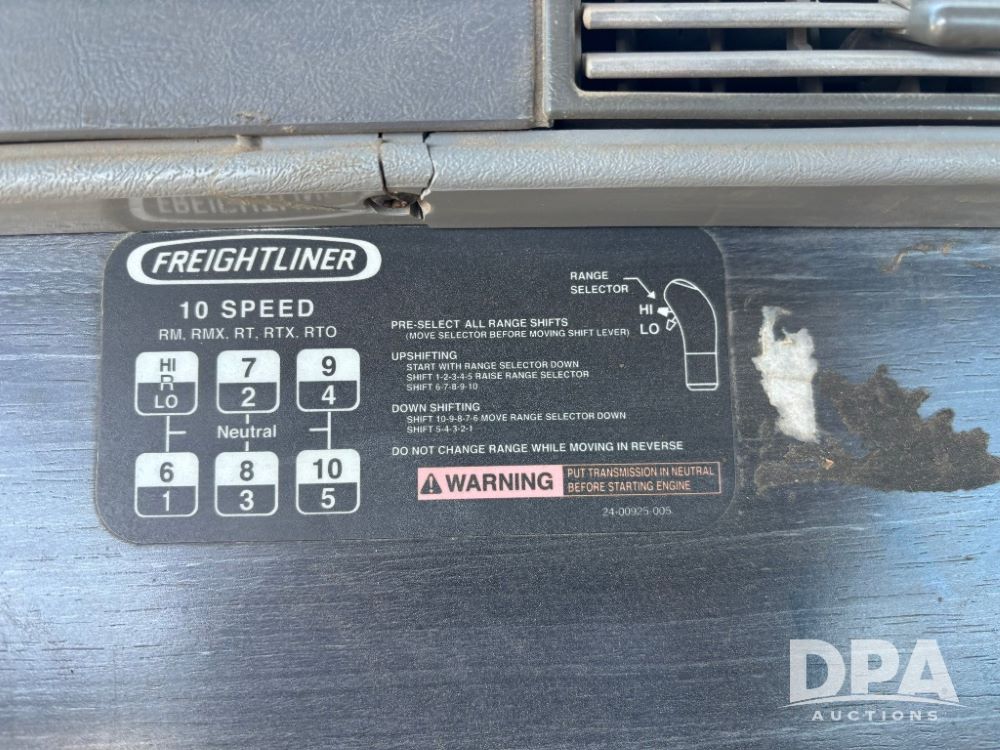 FREIGHTLINER
10 SPEED
RM, RMX, RT, RTX, RTO
HI
R
LO
7
2
9
4
Neutral
6
1
8
3
10
5
PRE-SELECT ALL RANGE SHIFTS
(MOVE SELECTOR BEFORE MOVING SHIFT LEVER)
UPSHIFTING
START WITH RANGE SELECTOR DOWN
SHIFT 1-2-3-4-5 RAISE RANGE SELECTOR
SHIFT 6-7-8-9-10
DOWN SHIFTING
SHIFT 10-9-8-7-6 MOVE RANGE SELECTOR DOWN
SHIFT 5-4-3-2-1
DO NOT CHANGE RANGE WHILE MOVING IN REVERSE
RANGE
SELECTOR
HI
LO
WARNING
PUT TRANSMISSION IN NEUTRAL
BEFORE STARTING ENGINE
24-00925-005
DPA
AUCTIONS